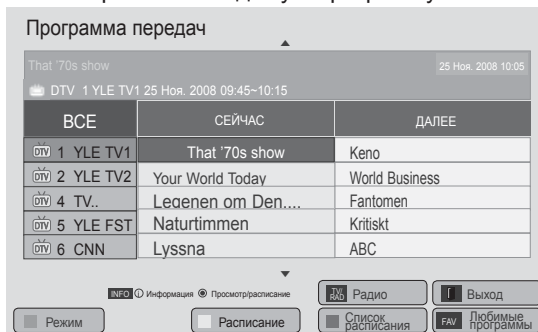 Программа передач
That '70s show 25 Ноя. 2008 10:05
DTV 1 YLE TV1 25 Ноя. 2008 09:45~10:15
ВСЕ СЕЙЧАС ДАЛЕЕ
DTV 1 YLE TV1 That '70s show Keno
DTV 2 YLE TV2 Your World Today World Business
DTV 4 TV.. Legenen om Den.... Fantomen
DTV 5 YLE FST Naturtimmen Kritiskt
DTV 6 CNN Lyssna ABC
INFO i Информация Просмотр/расписание TV/RAD Радио Выход
Режим Расписание Список расписания FAV Любимые программы